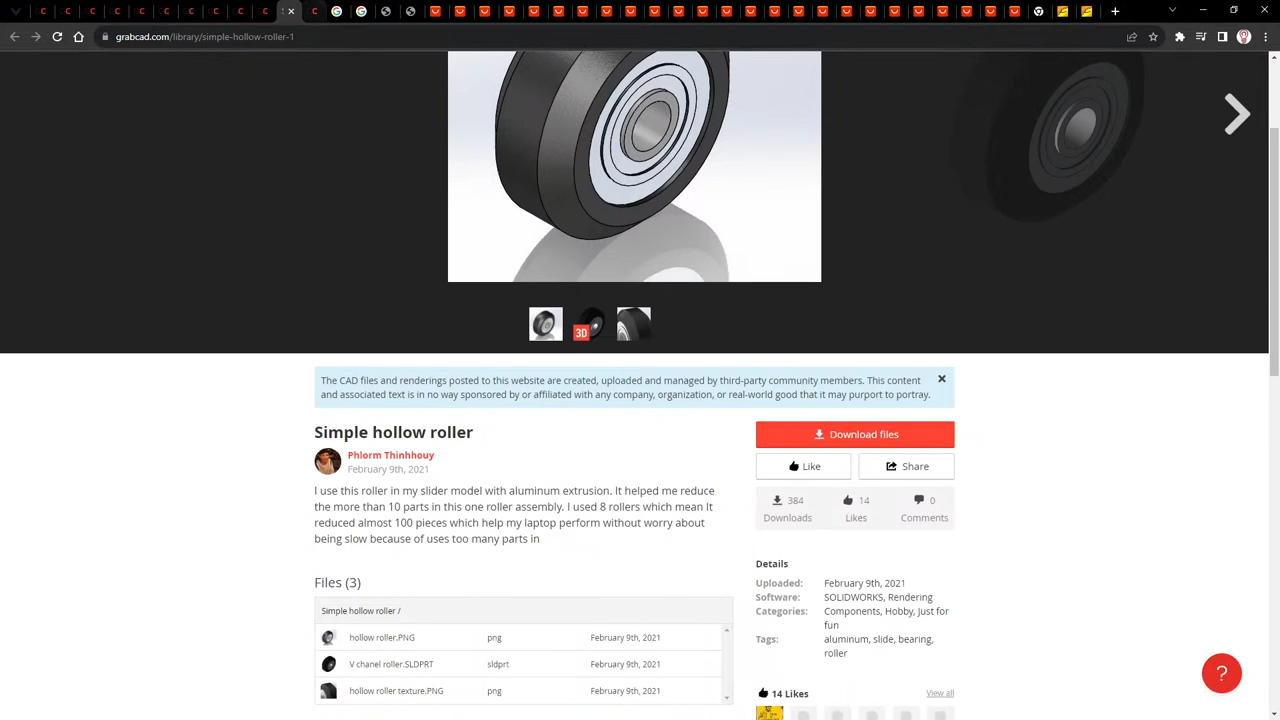 grabcad.com/library/simple-hollow-roller-1
3D
The CAD files and renderings posted to this website are created, uploaded and managed by third-party community members. This content
and associated text is in no way sponsored by or affiliated with any company, organization, or real-world good that it may purport to portray.
Simple hollow roller
Phlorm Thinhhouy
February 9th, 2021
I use this roller in my slider model with aluminum extrusion. It helped me reduce
the more than 10 parts in this one roller assembly. I used 8 rollers which mean It
reduced almost 100 pieces which help my laptop perform without worry about
being slow because of uses too many parts in
Files (3)
Simple hollow roller /
hollow roller.PNG png February 9th, 2021
V chanel roller.SLDPRT sldprt February 9th, 2021
hollow roller texture.PNG png February 9th, 2021
Download files
Like Share
384 14 0
Downloads Likes Comments
Details
Uploaded: February 9th, 2021
Software: SOLIDWORKS, Rendering
Categories: Components, Hobby, Just for
fun
Tags: aluminum, slide, bearing,
roller
14 Likes View all
?